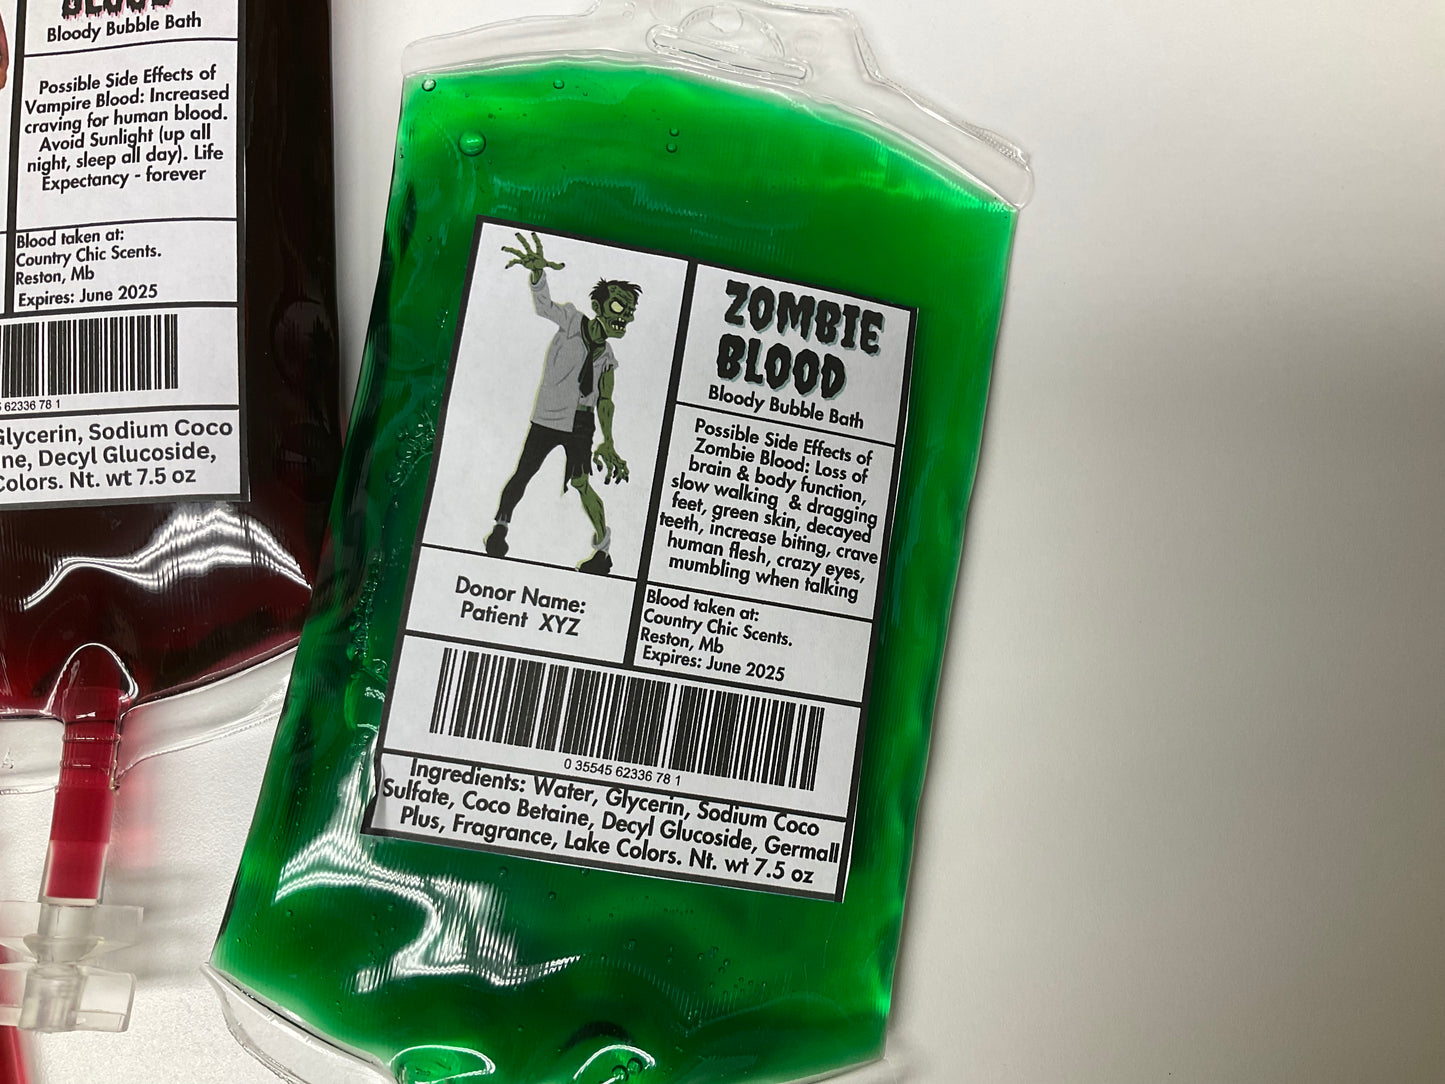 BLOOD
Bloody Bubble Bath
Possible Side Effects of
Vampire Blood: Increased
craving for human blood.
Avoid Sunlight (up all
night, sleep all day). Life
Expectancy - forever
Blood taken at:
Country Chic Scents.
Reston, Mb
Expires: June 2025
62336 78 1
Glycerin, Sodium Coco
Decyl Glucoside,
Colors. Nt. wt 7.5 oz
ZOMBIE
BLOOD
Bloody Bubble Bath
Possible Side Effects of
Zombie Blood: Loss of
brain & body function,
slow walking & dragging
feet, green skin, decayed
teeth, increase biting, crave
human flesh, crazy eyes,
mumbling when talking
Donor Name:
Patient XYZ
Blood taken at:
Country Chic Scents.
Reston, Mb
Expires: June 2025
0 35545 62336 78 1
Ingredients: Water, Glycerin, Sodium Coco
Sulfate, Coco Betaine, Decyl Glucoside, Germall
Plus, Fragrance, Lake Colors. Nt. wt 7.5 oz